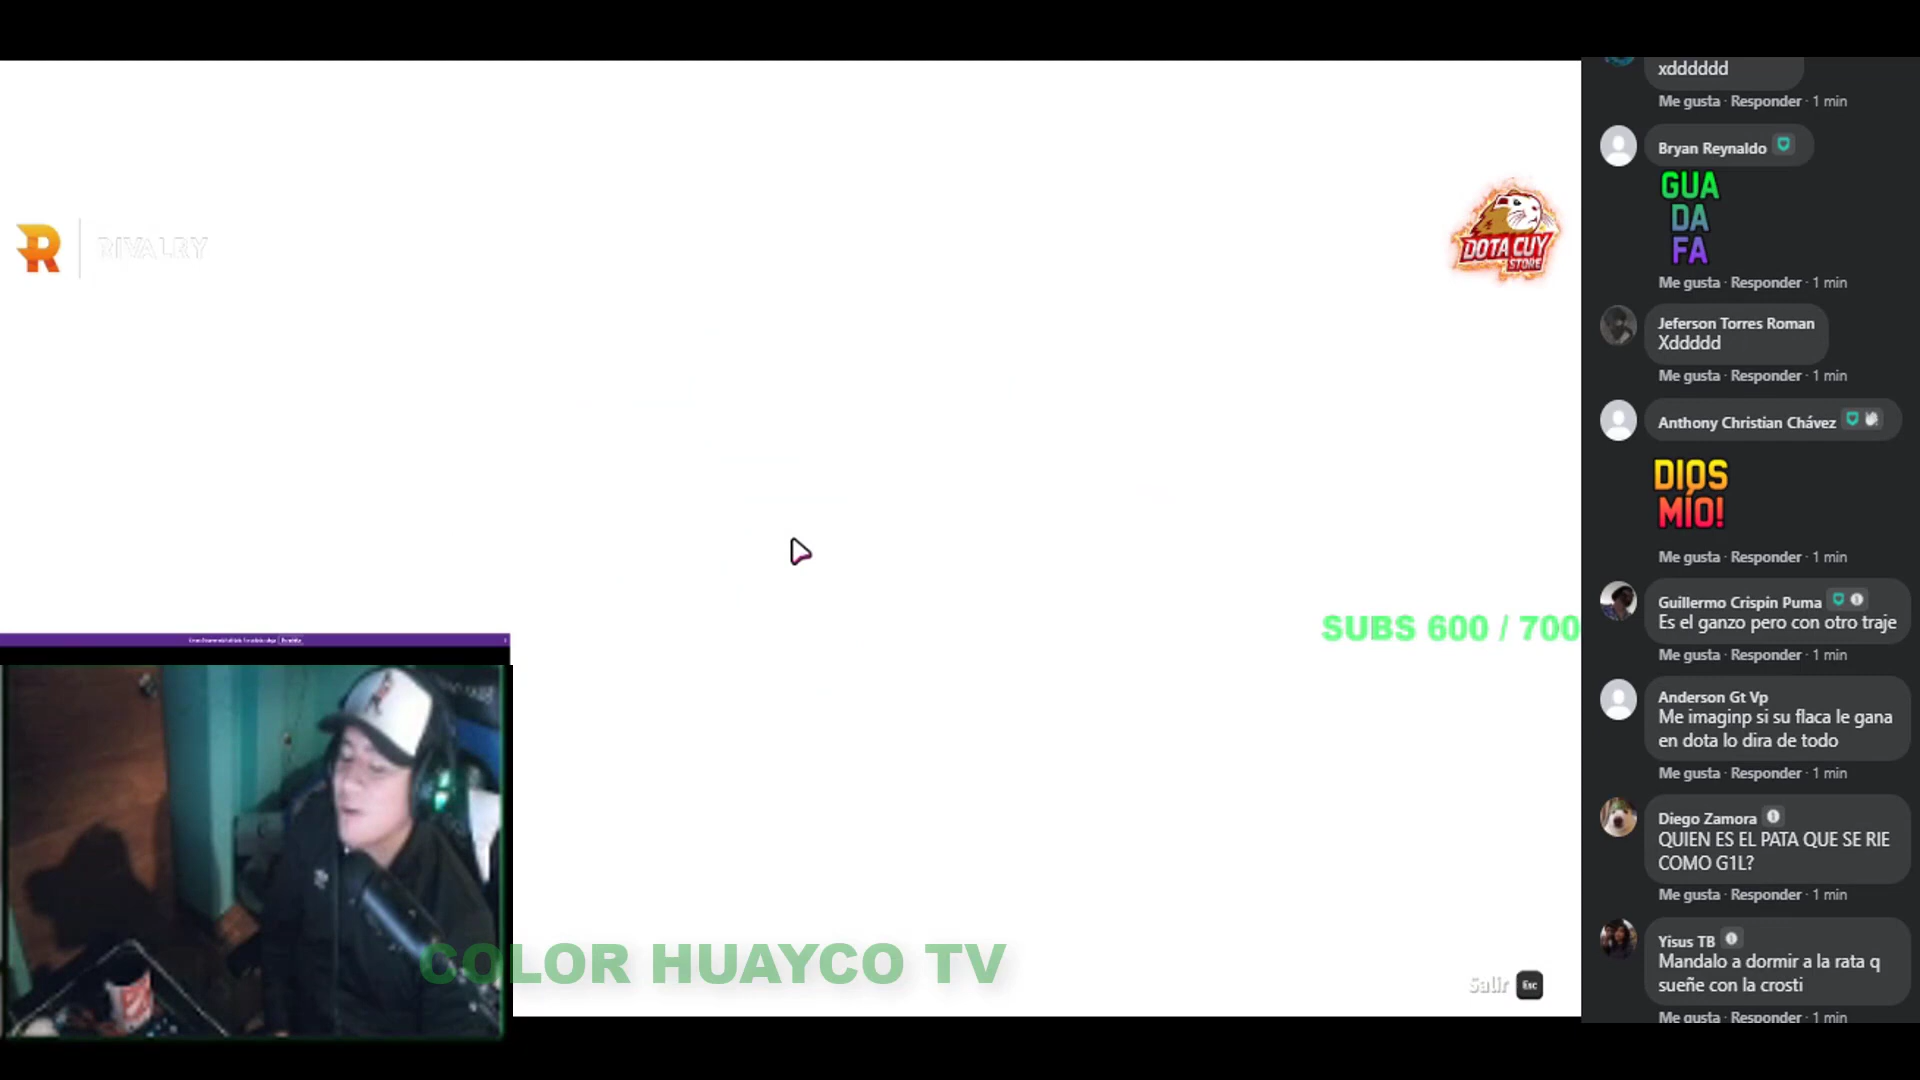 RIVALRY
DOTA CUY
STORE
SUBS 600 / 700
COLOR HUAYCO TV
Salir Esc
xdddddd
Me gusta · Responder · 1 min
Bryan Reynaldo
GUA
DA
FA
Me gusta · Responder · 1 min
Jeferson Torres Roman
Xddddd
Me gusta · Responder · 1 min
Anthony Christian Chávez
DIOS
MÍO!
Me gusta · Responder · 1 min
Guillermo Crispin Puma
Es el ganzo pero con otro traje
Me gusta · Responder · 1 min
Anderson Gt Vp
Me imaginp si su flaca le gana
en dota lo dira de todo
Me gusta · Responder · 1 min
Diego Zamora
QUIEN ES EL PATA QUE SE RIE
COMO G1L?
Me gusta · Responder · 1 min
Yisus TB
Mandalo a dormir a la rata q
sueñe con la crosti
Me gusta · Responder · 1 min